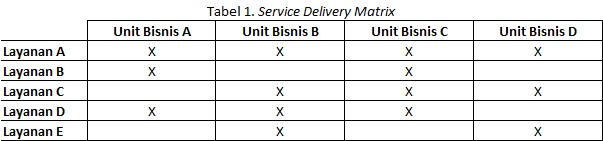 Tabel 1. Service Delivery Matrix
Unit Bisnis A Unit Bisnis B Unit Bisnis C Unit Bisnis D
Layanan A X X X X
Layanan B X X
Layanan C X X X
Layanan D X X X
Layanan E X X